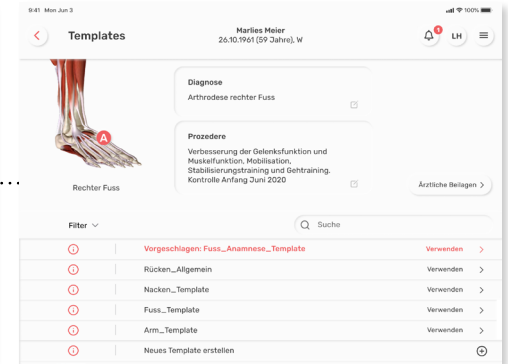 9:41 Mon Jun 3
100%
Templates
Marlies Meier
26.10.1961 (59 Jahre), W
1
LH
Diagnose
Arthrodese rechter Fuss
A
Prozedere
Verbesserung der Gelenksfunktion und
Muskelfunktion, Mobilisation,
Stabilisierungstraining und Gehtraining.
Kontrolle Anfang Juni 2020
Rechter Fuss
Ärztliche Beilagen >
Filter
Suche
Vorgeschlagen: Fuss_Anamnese_Template Verwenden >
Rücken_Allgemein Verwenden >
Nacken_Template Verwenden >
Fuss_Template Verwenden >
Arm_Template Verwenden >
Neues Template erstellen